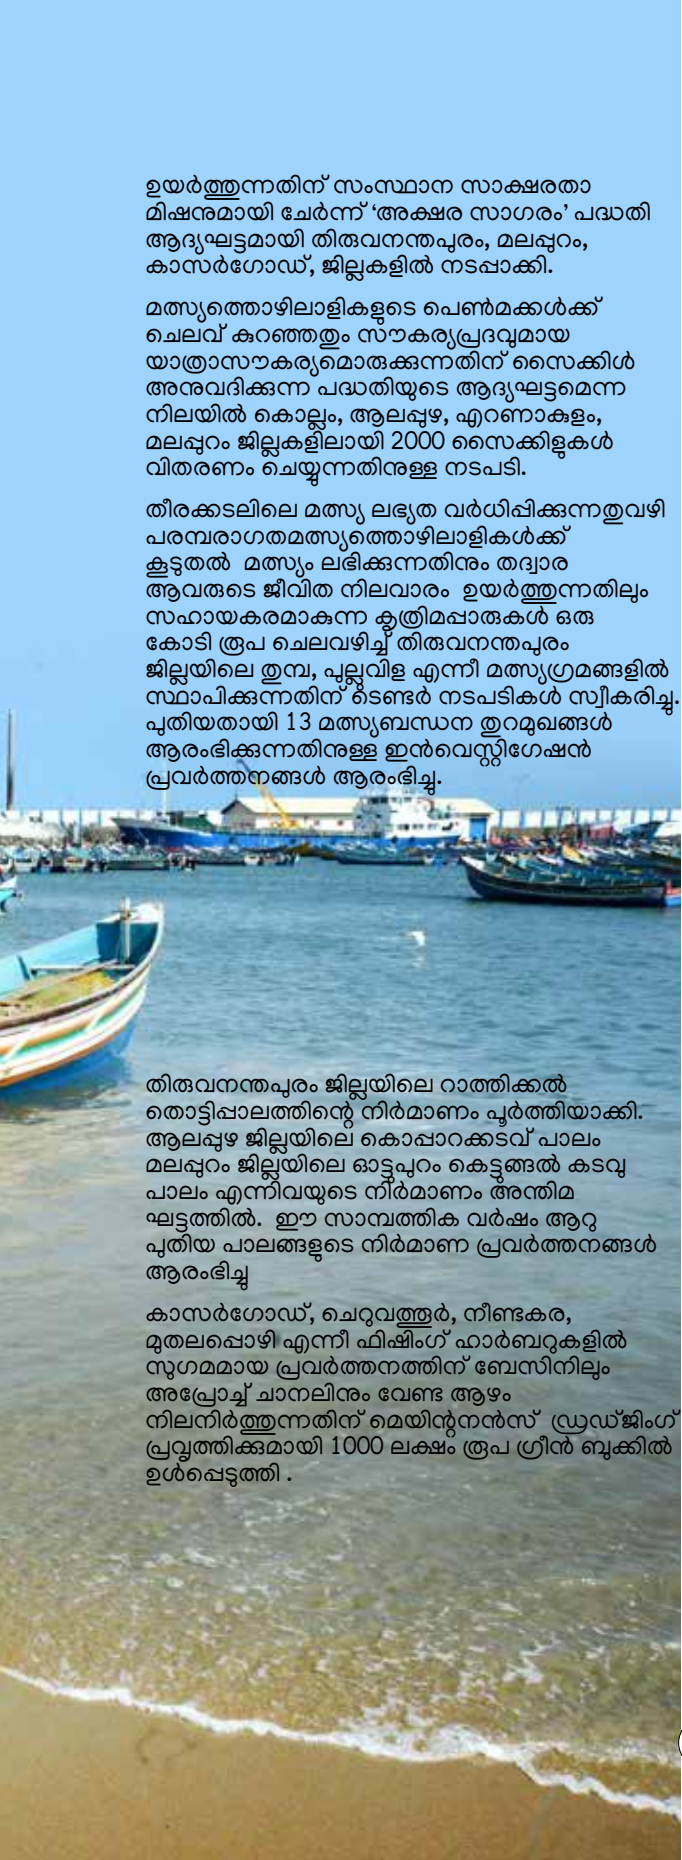 ഉയർത്തുന്നതിന് സംസ്ഥാന സാക്ഷരതാ
മിഷനുമായി ചേർന്ന് ‘അക്ഷര സാഗരം’ പദ്ധതി
ആദ്യഘട്ടമായി തിരുവനന്തപുരം, മലപ്പുറം,
കാസർഗോഡ്, ജില്ലകളിൽ നടപ്പാക്കി.
മത്സ്യത്തൊഴിലാളികളുടെ പെൺമക്കൾക്ക്
ചെലവ് കുറഞ്ഞതും സൗകര്യപ്രദവുമായ
യാത്രാസൗകര്യമൊരുക്കുന്നതിന് സൈക്കിൾ
അനുവദിക്കുന്ന പദ്ധതിയുടെ ആദ്യഘട്ടമെന്ന
നിലയിൽ കൊല്ലം, ആലപ്പുഴ, എറണാകുളം,
മലപ്പുറം ജില്ലകളിലായി 2000 സൈക്കിളുകൾ
വിതരണം ചെയ്യുന്നതിനുള്ള നടപടി.
തീരക്കടലിലെ മത്സ്യ ലഭ്യത വർധിപ്പിക്കുന്നതുവഴി
പരമ്പരാഗതമത്സ്യത്തൊഴിലാളികൾക്ക്
കൂടുതൽ മത്സ്യം ലഭിക്കുന്നതിനും തദ്വാര
ആവരുടെ ജീവിത നിലവാരം ഉയർത്തുന്നതിലും
സഹായകരമാകുന്ന കൃത്രിമപ്പാരുകൾ ഒരു
കോടി രൂപ ചെലവഴിച്ച് തിരുവനന്തപുരം
ജില്ലയിലെ തുമ്പ, പുല്ലുവിള എന്നീ മത്സ്യഗ്രമങ്ങളിൽ
സ്ഥാപിക്കുന്നതിന് ടെണ്ടർ നടപടികൾ സ്വീകരിച്ചു.
പുതിയതായി 13 മത്സ്യബന്ധന തുറമുഖങ്ങൾ
ആരംഭിക്കുന്നതിനുള്ള ഇൻവെസ്റ്റിഗേഷൻ
പ്രവർത്തനങ്ങൾ ആരംഭിച്ചു.
തിരുവനന്തപുരം ജില്ലയിലെ റാത്തിക്കൽ
തൊട്ടിപ്പാലത്തിന്റെ നിർമാണം പൂർത്തിയാക്കി.
ആലപ്പുഴ ജില്ലയിലെ കൊപ്പാറക്കടവ് പാലം
മലപ്പുറം ജില്ലയിലെ ഓട്ടുപുറം കെട്ടുങ്ങൽ കടവു
പാലം എന്നിവയുടെ നിർമാണം അന്തിമ
ഘട്ടത്തിൽ. ഈ സാമ്പത്തിക വർഷം ആറു
പുതിയ പാലങ്ങളുടെ നിർമാണ പ്രവർത്തനങ്ങൾ
ആരംഭിച്ചു
കാസർഗോഡ്, ചെറുവത്തൂർ, നീണ്ടകര,
മുതലപ്പൊഴി എന്നീ ഫിഷിംഗ് ഹാർബറുകളിൽ
സുഗമമായ പ്രവർത്തനത്തിന് ബേസിനിലും
അപ്രോച്ച് ചാനലിനും വേണ്ട ആഴം
നിലനിർത്തുന്നതിന് മെയിന്റനൻസ് ഡ്രഡ്ജിംഗ്
പ്രവൃത്തിക്കുമായി 1000 ലക്ഷം രൂപ ഗ്രീൻ ബുക്കിൽ
ഉൾപ്പെടുത്തി .